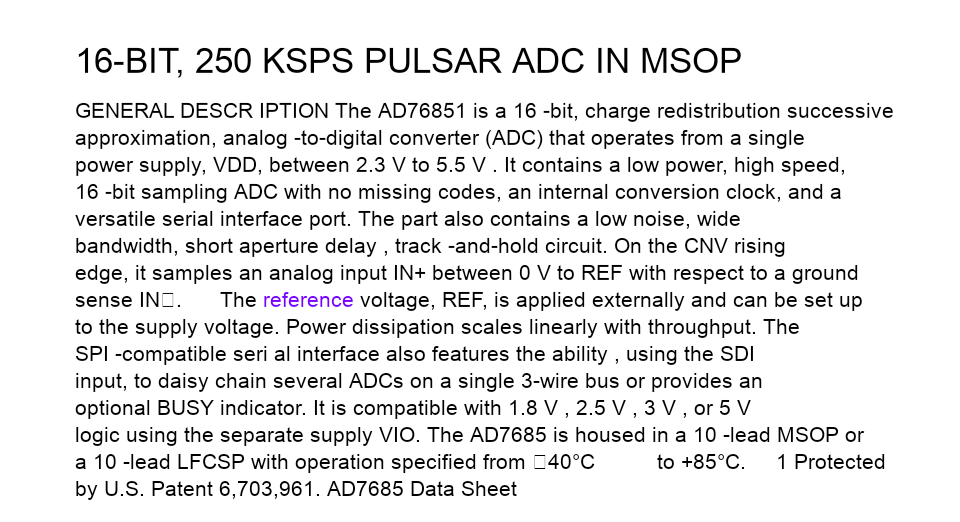 16-BIT, 250 KSPS PULSAR ADC IN MSOP
GENERAL DESCR IPTION The AD76851 is a 16 -bit, charge redistribution successive
approximation, analog -to-digital converter (ADC) that operates from a single
power supply, VDD, between 2.3 V to 5.5 V . It contains a low power, high speed,
16 -bit sampling ADC with no missing codes, an internal conversion clock, and a
versatile serial interface port. The part also contains a low noise, wide
bandwidth, short aperture delay , track -and-hold circuit. On the CNV rising
edge, it samples an analog input IN+ between 0 V to REF with respect to a ground
sense IN□. The reference voltage, REF, is applied externally and can be set up
to the supply voltage. Power dissipation scales linearly with throughput. The
SPI -compatible seri al interface also features the ability , using the SDI
input, to daisy chain several ADCs on a single 3-wire bus or provides an
optional BUSY indicator. It is compatible with 1.8 V , 2.5 V , 3 V , or 5 V
logic using the separate supply VIO. The AD7685 is housed in a 10 -lead MSOP or
a 10 -lead LFCSP with operation specified from □40°C to +85°C. 1 Protected
by U.S. Patent 6,703,961. AD7685 Data Sheet